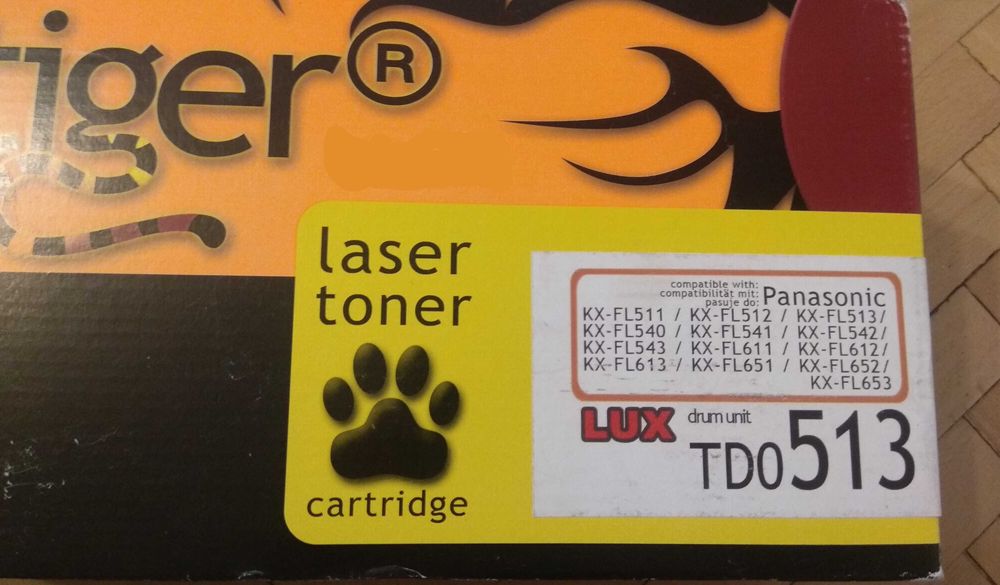 tiger®
laser
toner
cartridge
compatible with:
compatibilität mit:
pasuje do:
Panasonic
KX-FL511 / KX-FL512 / KX-FL513/
KX-FL540 / KX-FL541 / KX-FL542/
KX-FL543 / KX-FL611 / KX-FL612/
KX-FL613 / KX-FL651 / KX-FL652/
KX-FL653
LUX drum unit
TDO513